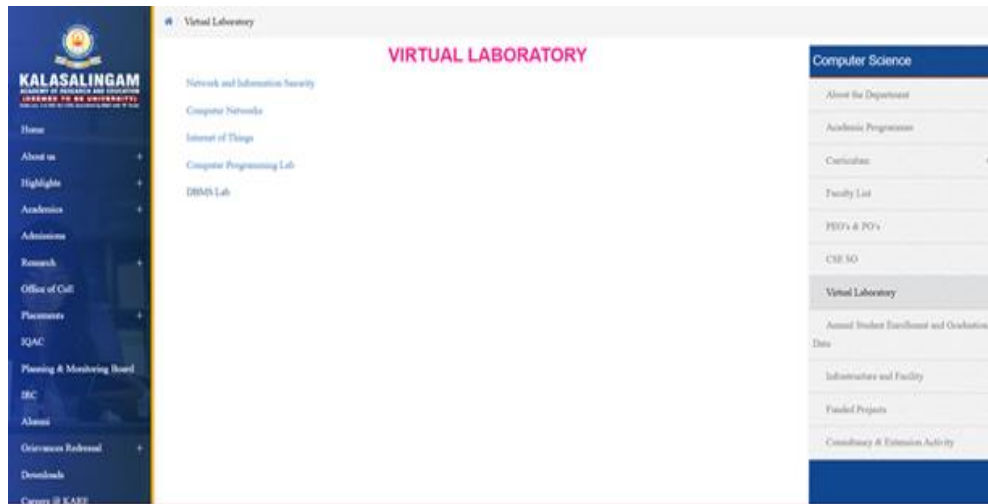 Virtual Laboratory
KALASALINGAM
ACADEMY OF RESEARCH AND EDUCATION
(DEEMED TO BE UNIVERSITY)
Home
About us +
Highlights +
Academics +
Admissions
Research +
Office of CoE
Placements +
IQAC
Planning & Monitoring Board
IRC
Alumni
Grievances Redressal +
Downloads
Careers @ KARE
VIRTUAL LABORATORY
Network and Information Security
Computer Networks
Internet of Things
Computer Programming Lab
DBMS Lab
Computer Science
About the Department
Academic Programmes
Curriculum
Faculty List
PEO's & PO's
CSE SO
Virtual Laboratory
Annual Student Enrollment and Graduation
Data
Infrastructure and Facility
Funded Projects
Consultancy & Extension Activity